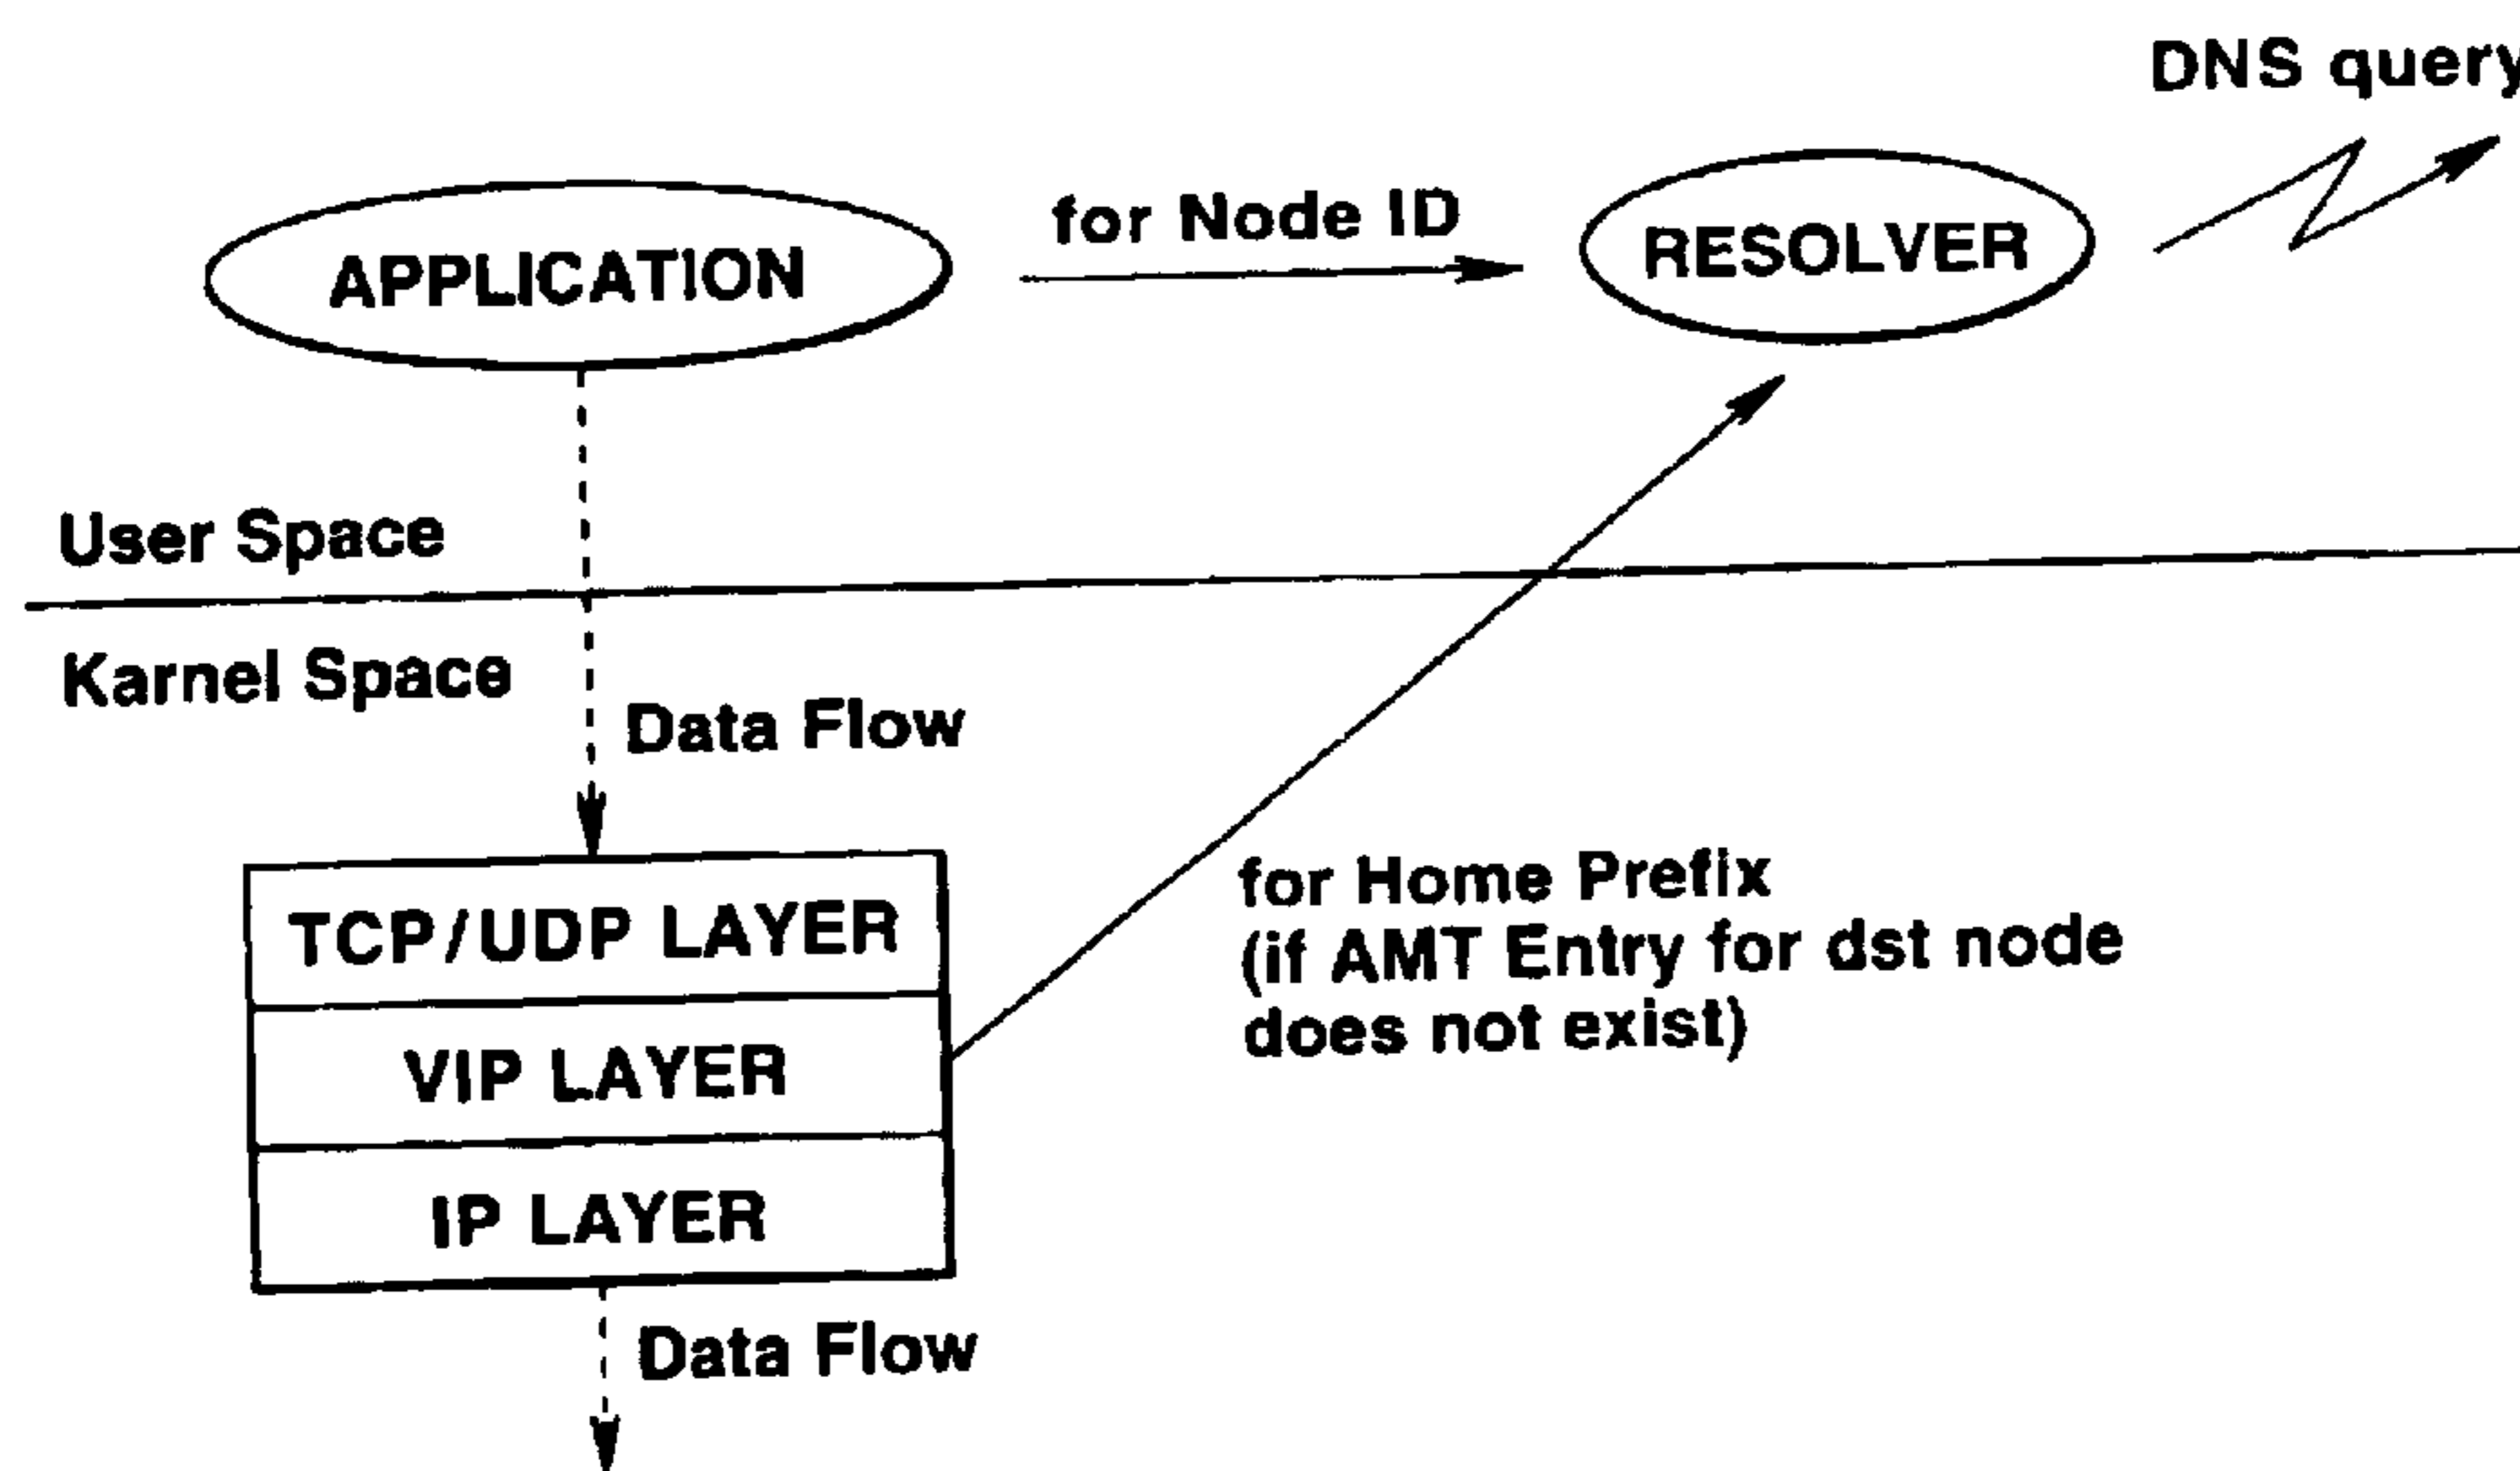 DNS query
for Node ID
APPLICATION
RESOLVER
User Space
Karnel Space
Data Flow
TCP/UDP LAYER
for Home Prefix
(if AMT Entry for dst node
does not exist)
VIP LAYER
IP LAYER
Data Flow